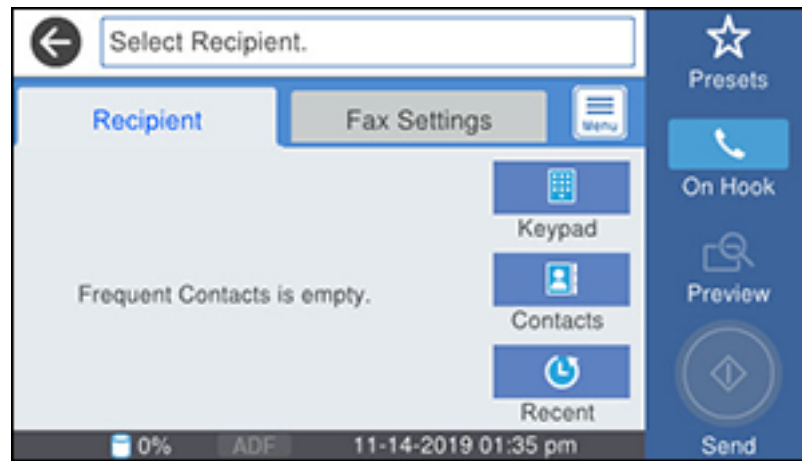 Select Recipient.
Presets
Recipient
Fax Settings
Menu
On Hook
Keypad
Frequent Contacts is empty.
Preview
Contacts
Recent
0%
ADF
11-14-2019 01:35 pm
Send